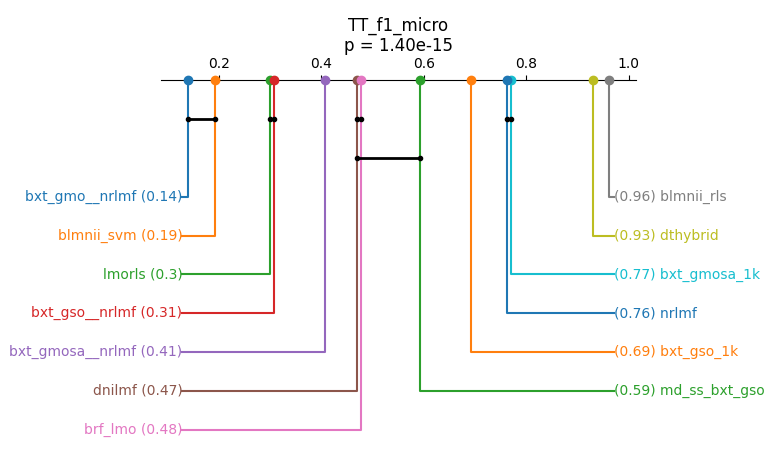 TT_f1_micro
p = 1.40e-15
0.2 0.4 0.6 0.8 1.0
bxt_gmo__nrlmf (0.14)
(0.96) blmnii_rls
blmnii_svm (0.19)
(0.93) dthybrid
lmorls (0.3)
(0.77) bxt_gmosa_1k
bxt_gso__nrlmf (0.31)
(0.76) nrlmf
bxt_gmosa__nrlmf (0.41)
(0.69) bxt_gso_1k
dnilmf (0.47)
(0.59) md_ss_bxt_gso
brf_lmo (0.48)